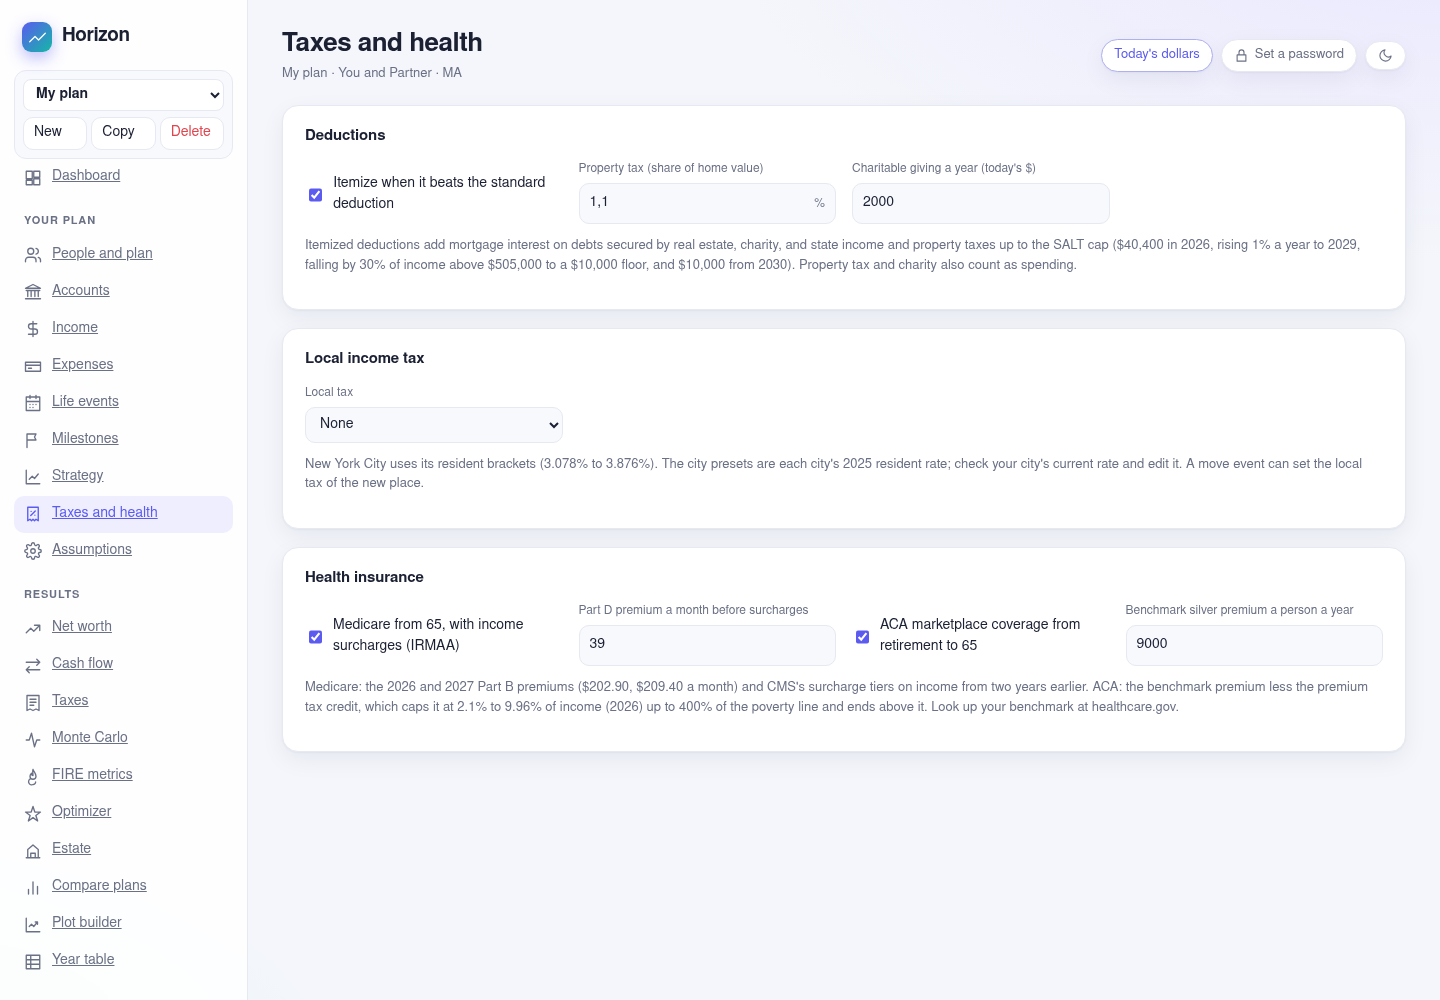 Horizon
My plan
New
Copy
Delete
Dashboard
YOUR PLAN
People and plan
Accounts
Income
Expenses
Life events
Milestones
Strategy
Taxes and health
Assumptions
RESULTS
Net worth
Cash flow
Taxes
Monte Carlo
FIRE metrics
Optimizer
Estate
Compare plans
Plot builder
Year table
Taxes and health
My plan · You and Partner · MA
Today's dollars
Set a password
Deductions
Itemize when it beats the standard
deduction
Property tax (share of home value)
1,1
%
Charitable giving a year (today's $)
2000
Itemized deductions add mortgage interest on debts secured by real estate, charity, and state income and property taxes up to the SALT cap ($40,400 in 2026, rising 1% a year to 2029,
falling by 30% of income above $505,000 to a $10,000 floor, and $10,000 from 2030). Property tax and charity also count as spending.
Local income tax
Local tax
None
New York City uses its resident brackets (3.078% to 3.876%). The city presets are each city's 2025 resident rate; check your city's current rate and edit it. A move event can set the local
tax of the new place.
Health insurance
Medicare from 65, with income
surcharges (IRMAA)
Part D premium a month before surcharges
39
ACA marketplace coverage from
retirement to 65
Benchmark silver premium a person a year
9000
Medicare: the 2026 and 2027 Part B premiums ($202.90, $209.40 a month) and CMS's surcharge tiers on income from two years earlier. ACA: the benchmark premium less the premium
tax credit, which caps it at 2.1% to 9.96% of income (2026) up to 400% of the poverty line and ends above it. Look up your benchmark at healthcare.gov.